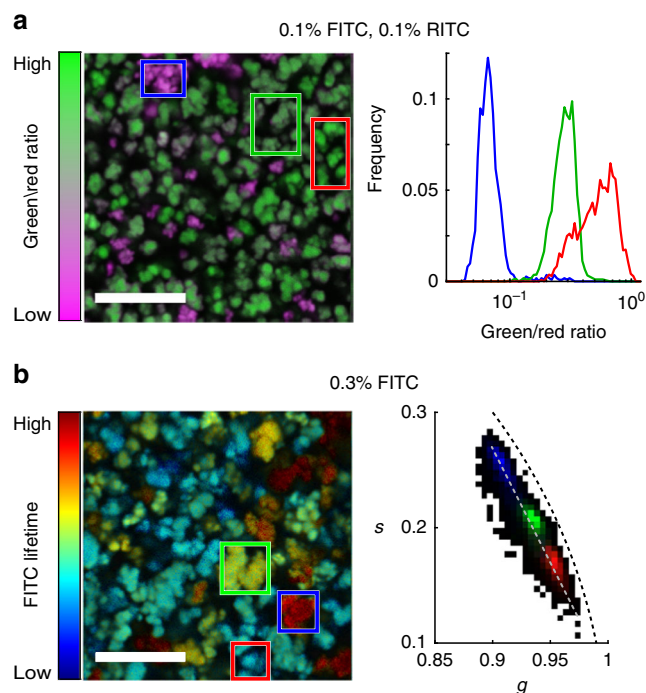 a
0.1% FITC, 0.1% RITC
High
Green\red ratio
Low
Frequency
0.1
0.05
0
10⁻¹
10⁰
Green/red ratio
b
0.3% FITC
High
FITC lifetime
Low
s
0.3
0.2
0.1
0.85
0.9
0.95
1
g